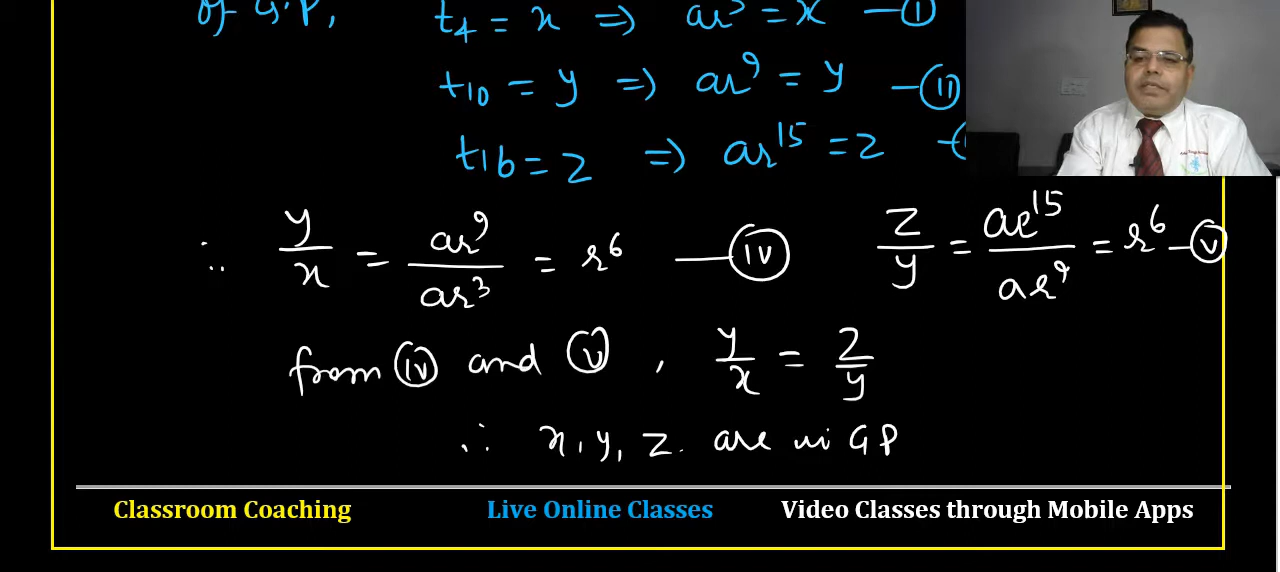 of G.P, t₄ = x ⇒ ar³ = x — (I)
t₁₀ = y ⇒ ar⁹ = y — (II)
t₁₆ = z ⇒ ar¹⁵ = z
∴ y/x = ar⁹/ar³ = r⁶ — (IV) z/y = ar¹⁵/ar⁹ = r⁶ — (V)
from (IV) and (V), y/x = z/y
∴ x, y, z. are in GP
Classroom Coaching Live Online Classes Video Classes through Mobile Apps